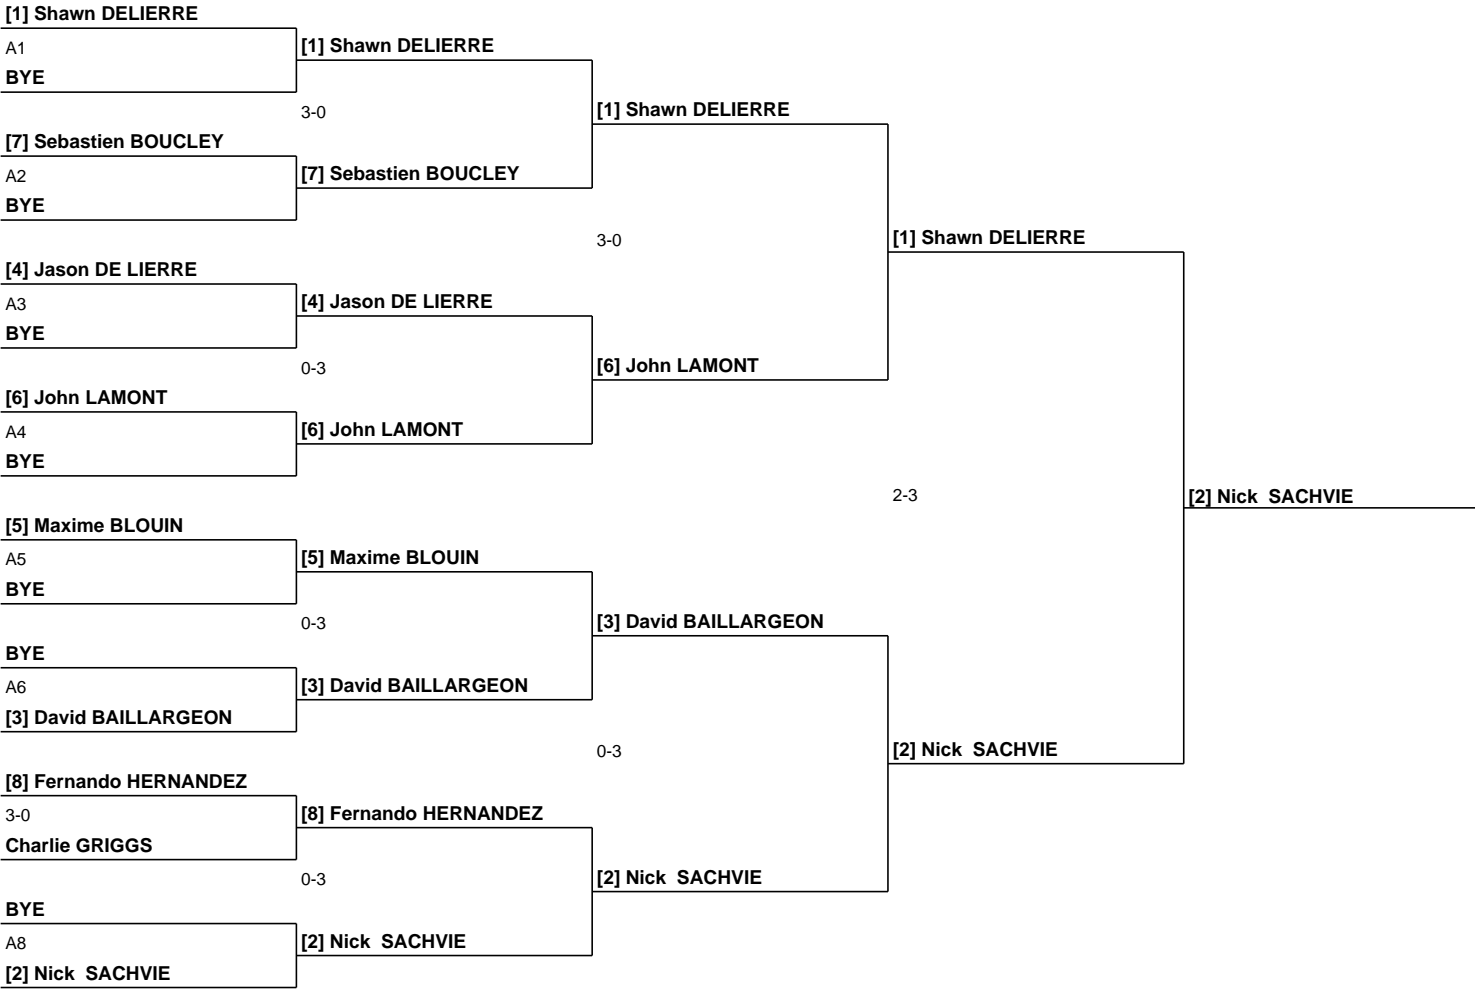 [1] Shawn DELIERRE
A1
BYE
[7] Sebastien BOUCLEY
A2
BYE
[4] Jason DE LIERRE
A3
BYE
[6] John LAMONT
A4
BYE
[5] Maxime BLOUIN
A5
BYE
BYE
A6
[3] David BAILLARGEON
[8] Fernando HERNANDEZ
3-0
Charlie GRIGGS
BYE
A8
[2] Nick  SACHVIE
[1] Shawn DELIERRE
3-0
[7] Sebastien BOUCLEY
[4] Jason DE LIERRE
0-3
[6] John LAMONT
[5] Maxime BLOUIN
0-3
[3] David BAILLARGEON
[8] Fernando HERNANDEZ
0-3
[2] Nick  SACHVIE
[1] Shawn DELIERRE
3-0
[6] John LAMONT
[3] David BAILLARGEON
0-3
[2] Nick  SACHVIE
[1] Shawn DELIERRE
2-3
[2] Nick  SACHVIE
[2] Nick  SACHVIE